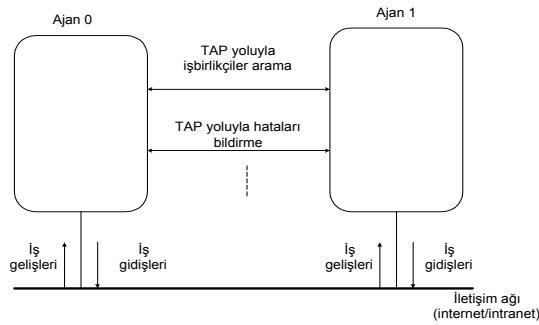 Ajan 0
Ajan 1
TAP yoluyla
işbirlikçiler arama
TAP yoluyla hataları
bildirme
İş
gelişleri
İş
gidişleri
İş
gelişleri
İş
gidişleri
İletişim ağı
(internet/intranet)